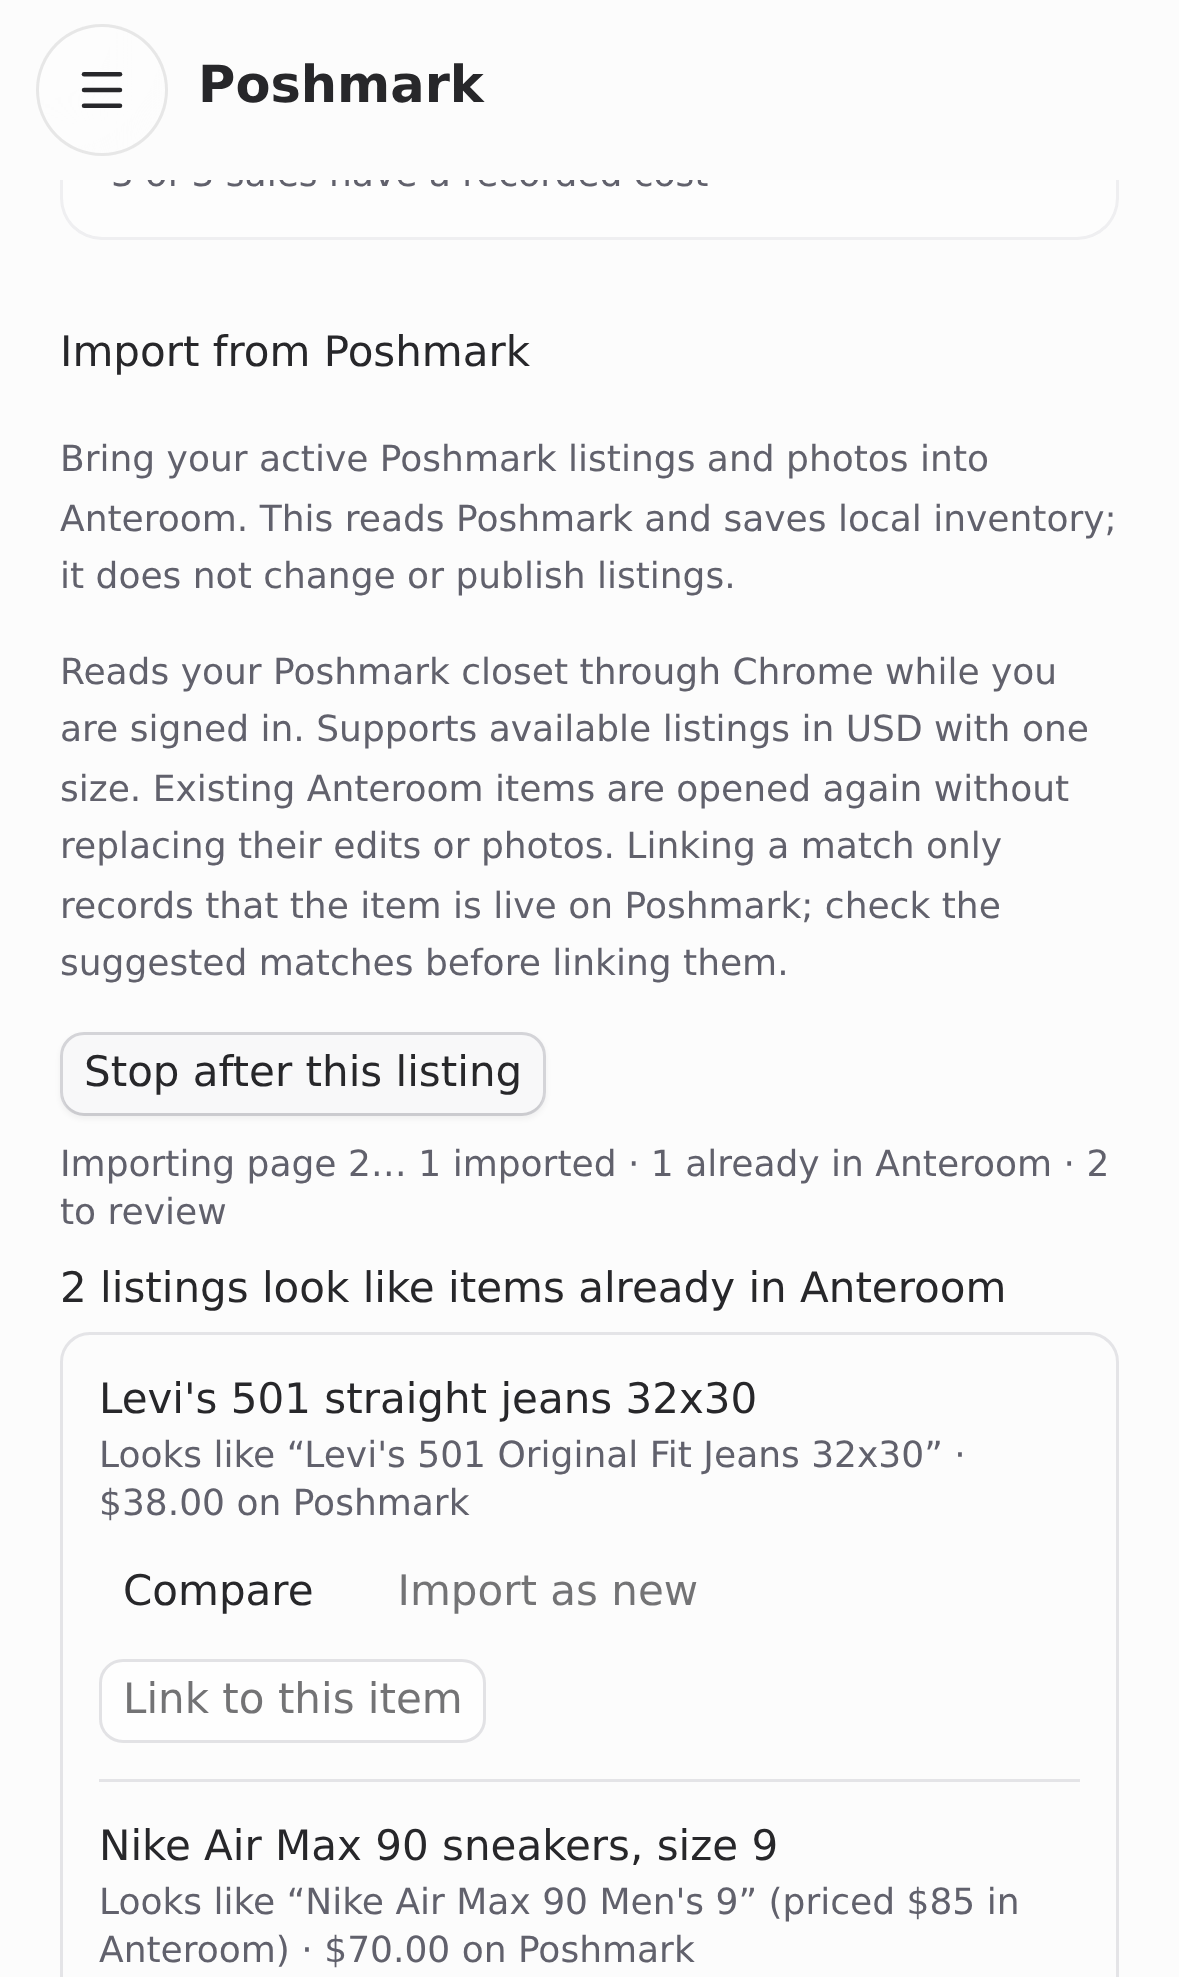 Poshmark
sales have a recorded cost
Import from Poshmark
Bring your active Poshmark listings and photos into
Anteroom. This reads Poshmark and saves local inventory;
it does not change or publish listings.
Reads your Poshmark closet through Chrome while you
are signed in. Supports available listings in USD with one
size. Existing Anteroom items are opened again without
replacing their edits or photos. Linking a match only
records that the item is live on Poshmark; check the
suggested matches before linking them.
Stop after this listing
Importing page 2… 1 imported · 1 already in Anteroom · 2
to review
2 listings look like items already in Anteroom
Levi's 501 straight jeans 32x30
Looks like “Levi's 501 Original Fit Jeans 32x30” ·
$38.00 on Poshmark
Compare
Import as new
Link to this item
Nike Air Max 90 sneakers, size 9
Looks like “Nike Air Max 90 Men's 9” (priced $85 in
Anteroom) · $70.00 on Poshmark